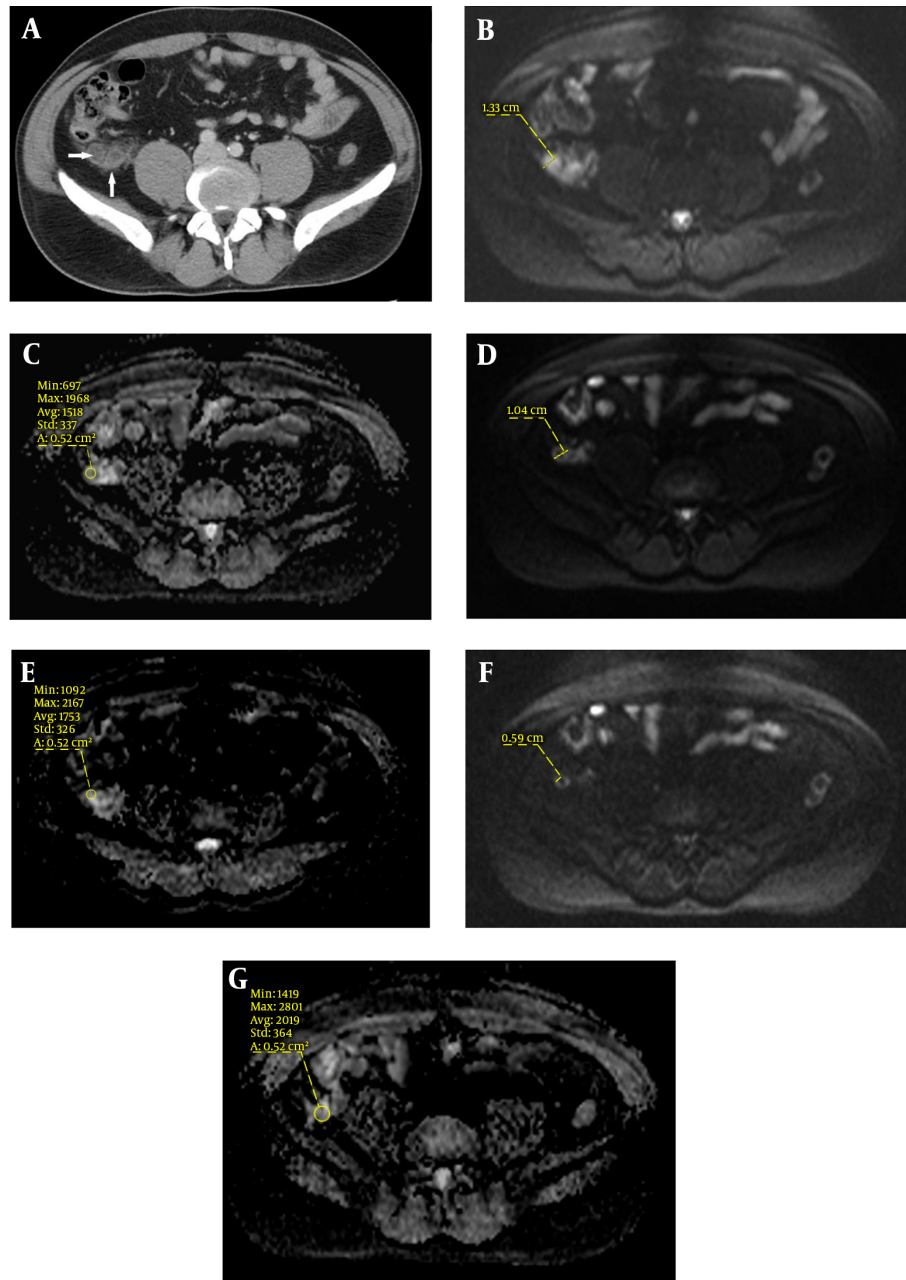 A
B
1.33 cm
C
Min:697
Max: 1968
Avg: 1518
Std: 337
A: 0.52 cm²
D
1.04 cm
E
Min: 1092
Max: 2167
Avg: 1753
Std: 326
A: 0.52 cm²
F
0.59 cm
G
Min: 1419
Max: 2801
Avg: 2019
Std: 364
A: 0.52 cm²